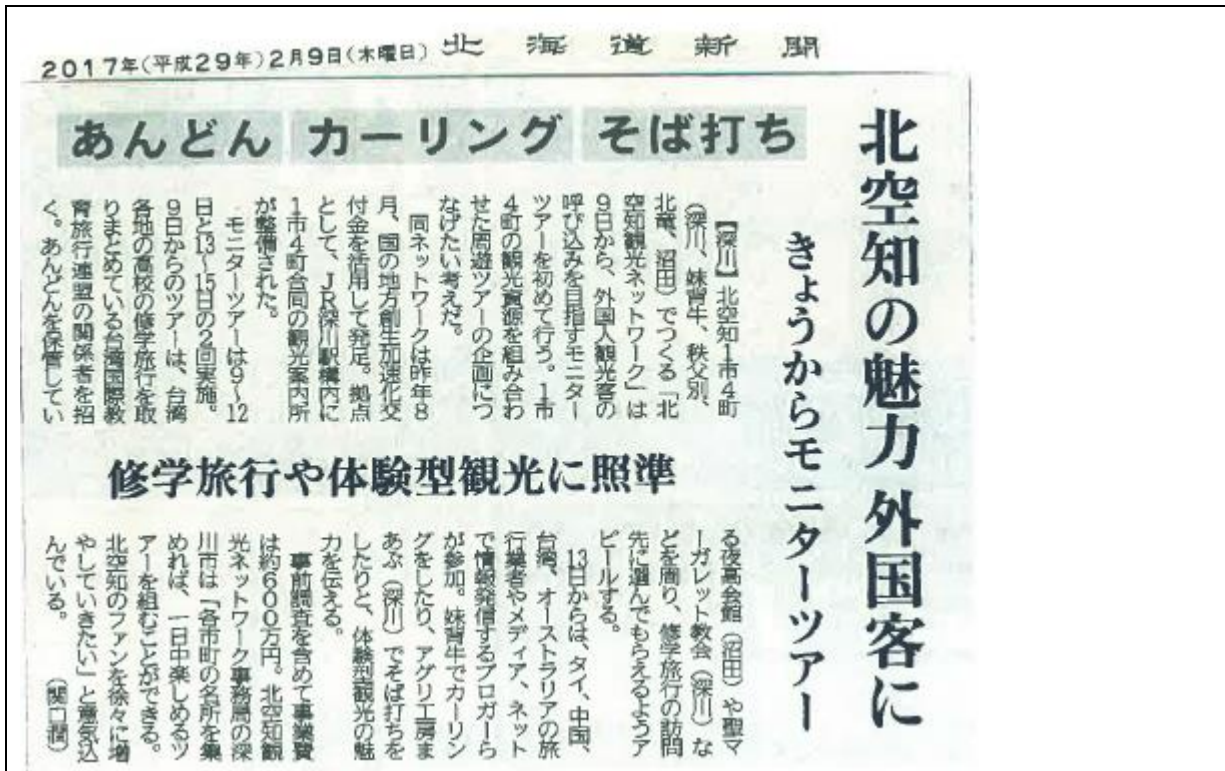 2017年(平成29年)2月9日(木曜日) 北海道新聞
北空知の魅力 外国客に
きょうからモニターツアー
あんどん カーリング そば打ち
【深川】北空知1市4町
(深川、妹背牛、秩父別、
北竜、沼田)でつくる「北
空知観光ネットワーク」は
9日から、外国人観光客の
呼び込みを目指すモニター
ツアーを初めて行う。1市
4町の観光資源を組み合わ
せた周遊ツアーの企画につ
なげたい考えだ。
同ネットワークは昨年8
月、国の地方創生加速化交
付金を活用して発足。拠点
として、JR深川駅構内に
1市4町合同の観光案内所
が整備された。
モニターツアーは9~12
日と13~15日の2回実施。
9日からのツアーは、台湾
各地の高校の修学旅行を取
りまとめている台湾国際教
育旅行連盟の関係者を招
く。あんどんを保管してい
修学旅行や体験型観光に照準
る夜高会館(沼田)や聖マ
ーガレット教会(深川)な
どを周り、修学旅行の訪問
先に選んでもらえるようア
ピールする。
13日からは、タイ、中国、
台湾、オーストラリアの旅
行業者やメディア、ネット
で情報発信するブロガーら
が参加。妹背牛でカーリン
グをしたり、アグリ工房ま
あぶ(深川)でそば打ちを
したりと、体験型観光の魅
力を伝える。
事前調査を含めて事業費
は約600万円。北空知観
光ネットワーク事務局の深
川市は「各市町の名所を集
めれば、一日中楽しめるツ
アーを組むことができる。
北空知のファンを徐々に増
やしていきたい」と意気込
んでいる。(関口潤)